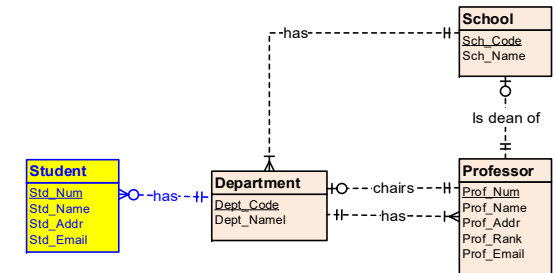 School
Sch_Code
Sch_Name
has
Is dean of
Student
Std_Num
Std_Name
Std_Addr
Std_Email
has
Department
Dept_Code
Dept_Namel
chairs
has
Professor
Prof_Num
Prof_Name
Prof_Addr
Prof_Rank
Prof_Email